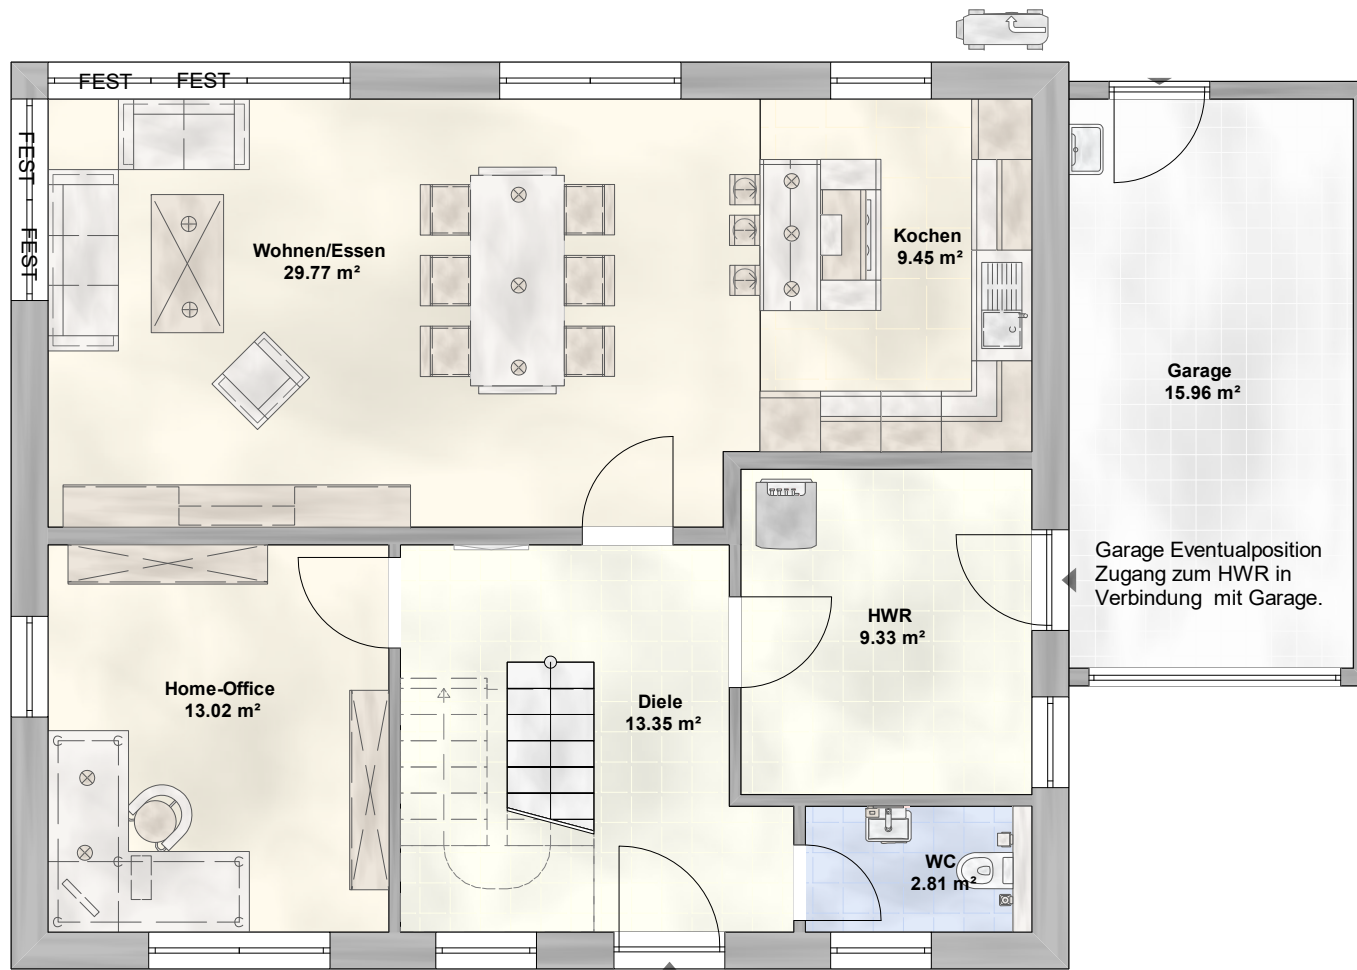 FEST
FEST
FEST
FEST
Wohnen/Essen
29.77 m²
Kochen
9.45 m²
Garage
15.96 m²
Garage Eventualposition
Zugang zum HWR in
Verbindung mit Garage.
HWR
9.33 m²
Home-Office
13.02 m²
Diele
13.35 m²
WC
2.81 m²